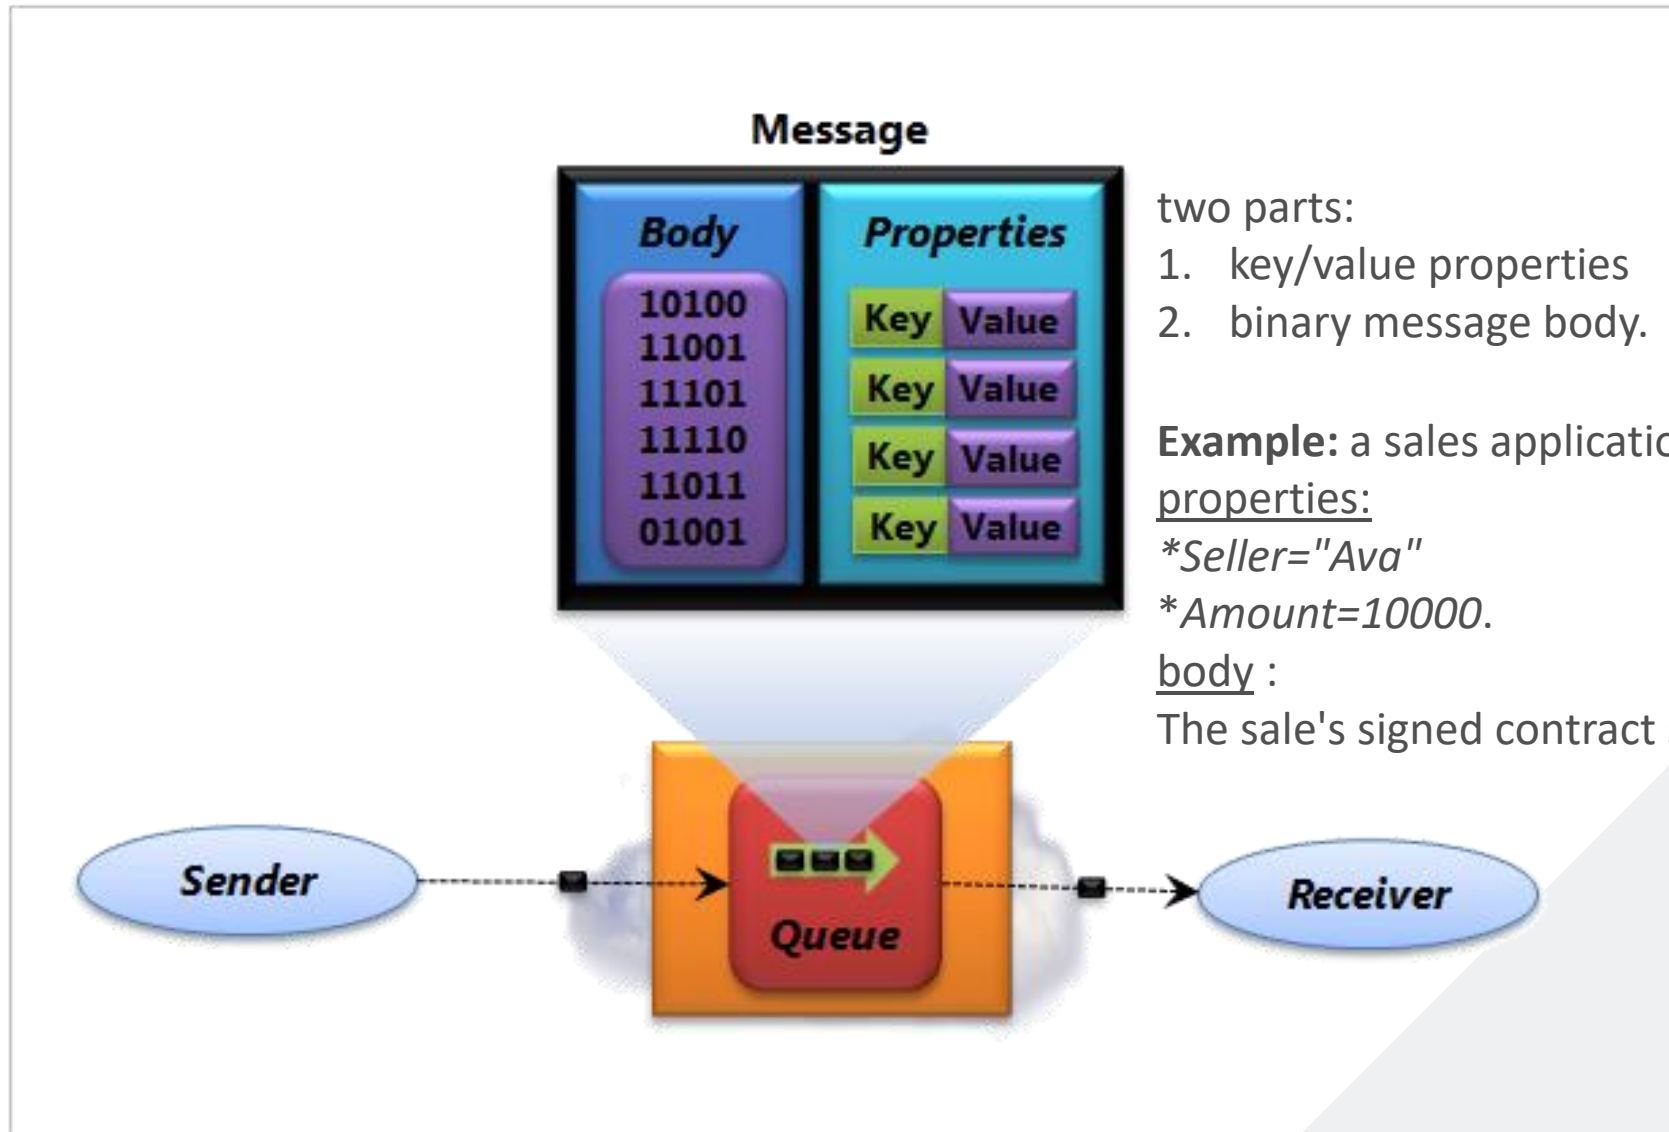 Message
Body
10100
11001
11101
11110
11011
01001
Properties
Key Value
Key Value
Key Value
Key Value
two parts:
1. key/value properties
2. binary message body.
Example: a sales
properties:
*Seller="Ava"
*Amount=10000.
body :
The sale's signed contract
Sender
Queue
Receiver